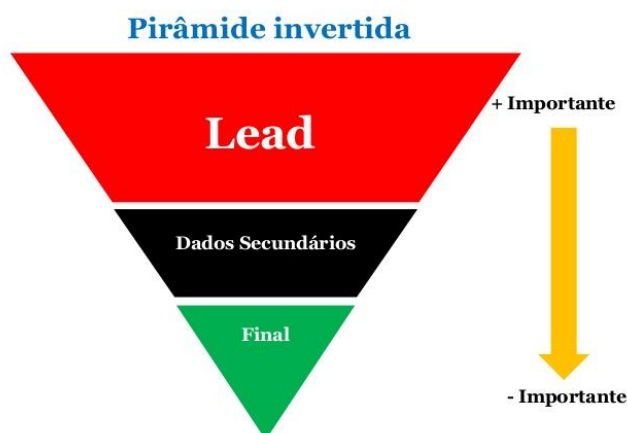 Pirâmide invertida
+ Importante
Lead
Dados Secundários
Final
- Importante